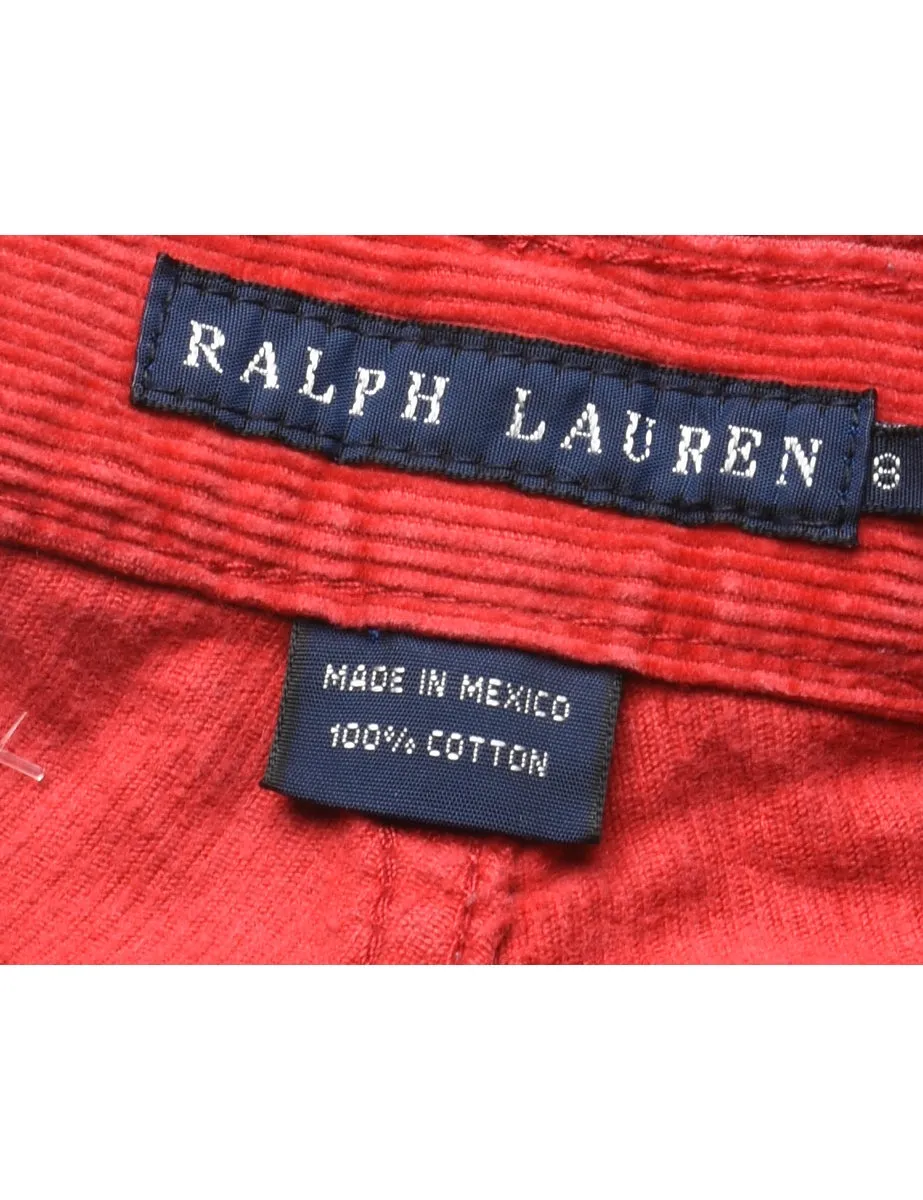 RALPH LAUREN
8
MADE IN MEXICO
100% COTTON